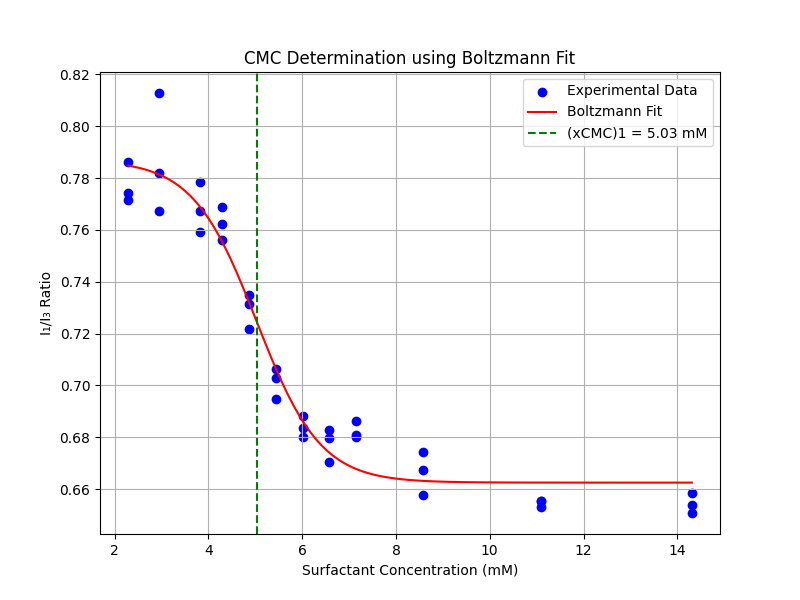 CMC Determination using Boltzmann Fit
Experimental Data
Boltzmann Fit
(xCMC)1 = 5.03 mM
I₁/I₃ Ratio
0.82
0.80
0.78
0.76
0.74
0.72
0.70
0.68
0.66
2 4 6 8 10 12 14
Surfactant Concentration (mM)